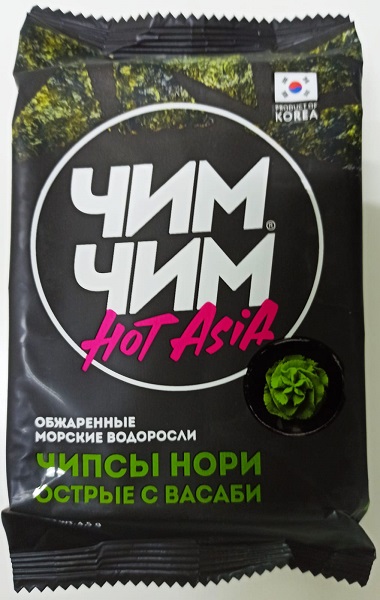 PRODUCT OF
KOREA
ЧИМ
ЧИМ®
HOT ASIA
ОБЖАРЕННЫЕ
МОРСКИЕ ВОДОРОСЛИ
ЧИПСЫ НОРИ
ОСТРЫЕ С ВАСАБИ